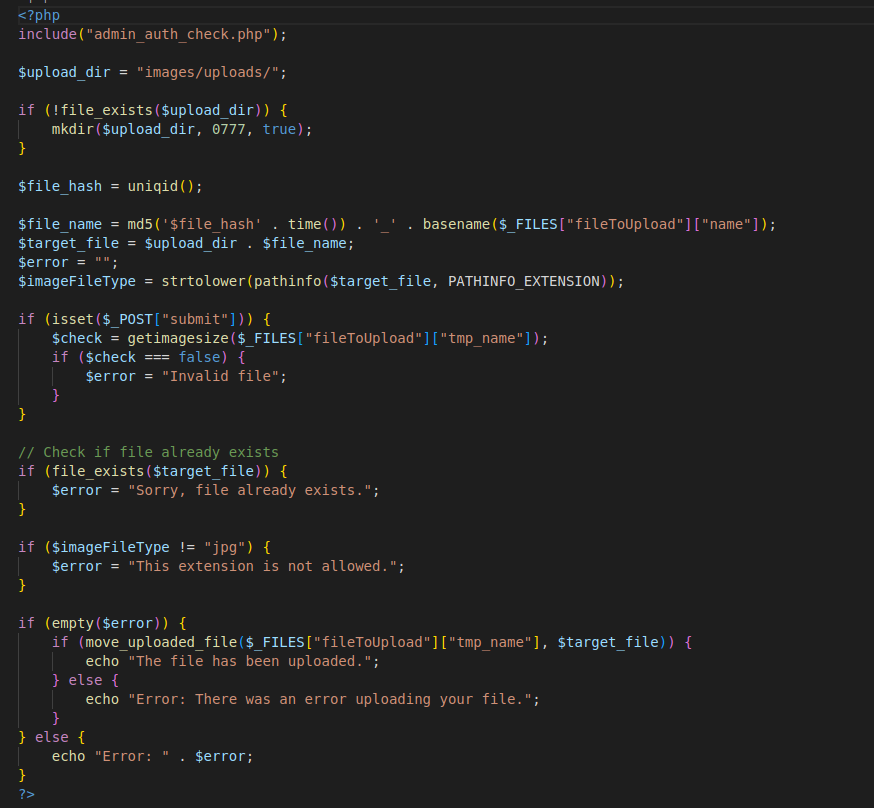 <?php
include("admin_auth_check.php");
$upload_dir = "images/uploads/";
if (!file_exists($upload_dir)) {
mkdir($upload_dir, 0777, true);
}
$file_hash = uniqid();
$file_name = md5('$file_hash' . time()) . '_' . basename($_FILES["fileToUpload"]["name"]);
$target_file = $upload_dir . $file_name;
$error = "";
$imageFileType = strtolower(pathinfo($target_file, PATHINFO_EXTENSION));
if (isset($_POST["submit"])) {
$check = getimagesize($_FILES["fileToUpload"]["tmp_name"]);
if ($check === false) {
$error = "Invalid file";
}
}
// Check if file already exists
if (file_exists($target_file)) {
$error = "Sorry, file already exists.";
}
if ($imageFileType != "jpg") {
$error = "This extension is not allowed.";
}
if (empty($error)) {
if (move_uploaded_file($_FILES["fileToUpload"]["tmp_name"], $target_file)) {
echo "The file has been uploaded.";
} else {
echo "Error: There was an error uploading your file.";
}
} else {
echo "Error: " . $error;
}
?>